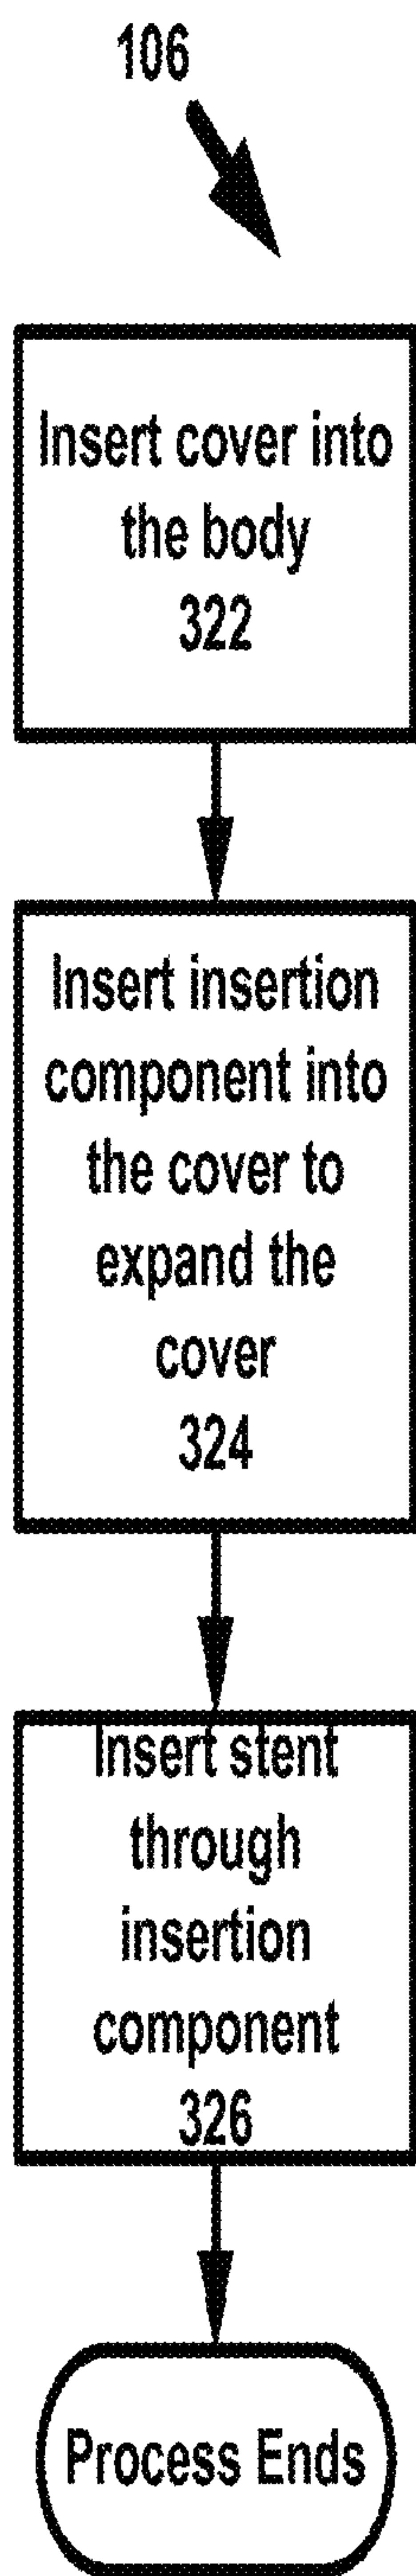 106
Insert cover into
the body
322
Insert insertion
component into
the cover to
expand the
cover
324
Insert stent
through
insertion
component
326
Process Ends